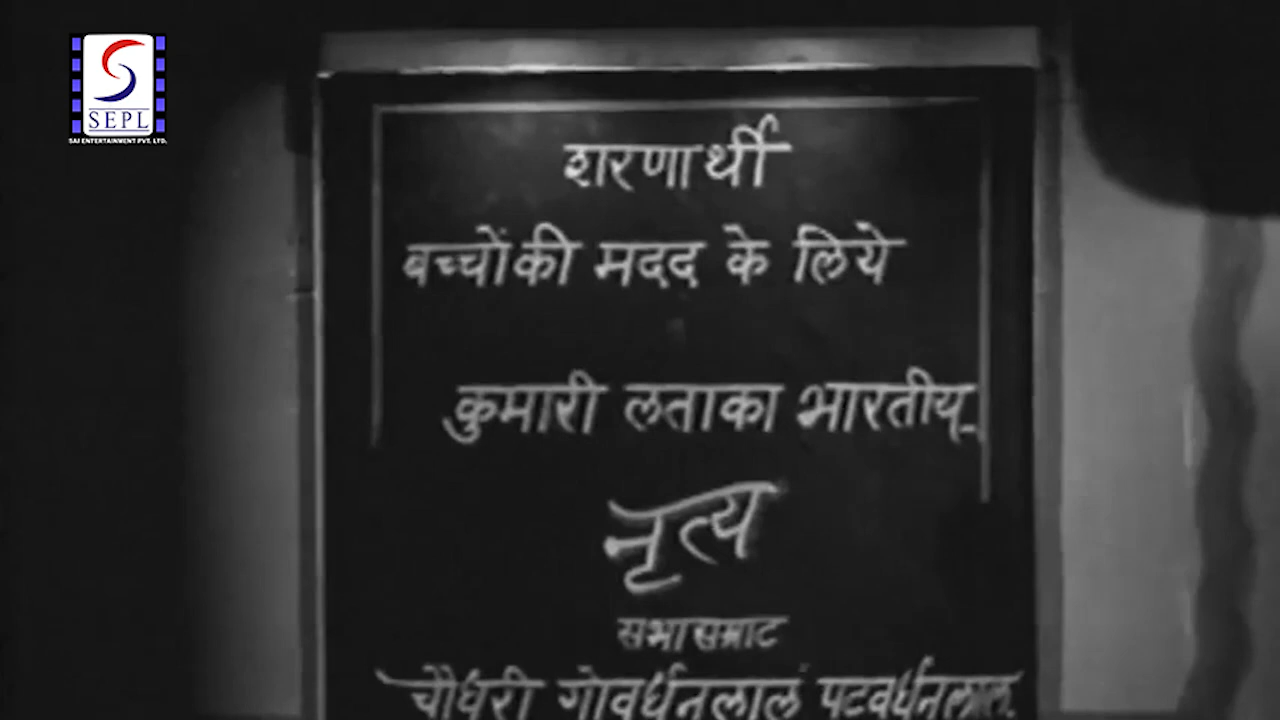 SEPL
SAI ENTERTAINMENT PVT. LTD.
शरणार्थी
बच्चोंकी मदद के लिये
कुमारी लताका भारतीय
नृत्य
सभासम्राट
चौधरी गोवर्धनलाल पटवर्धनलाल.